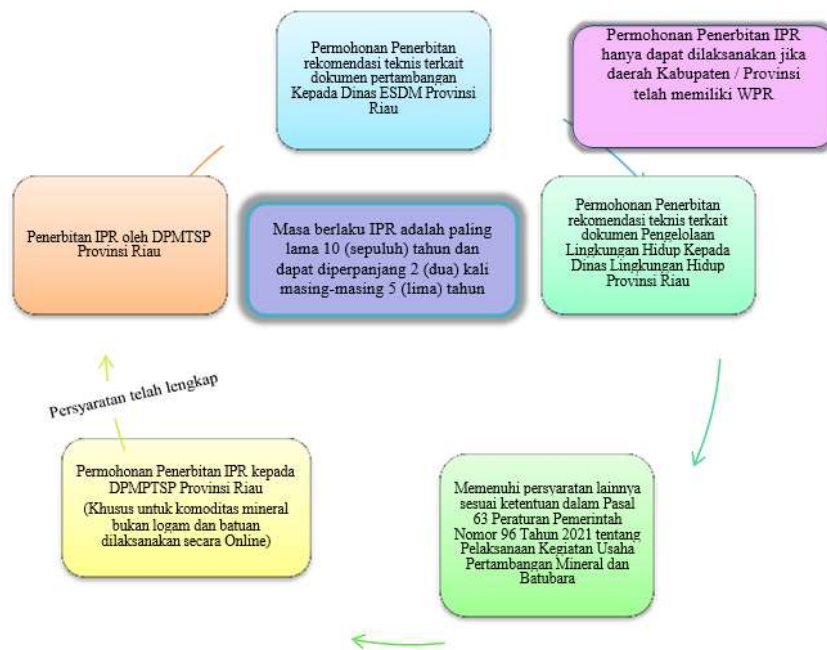 Permohonan Penerbitan
rekomendasi teknis terkait
dokumen pertambangan
Kepada Dinas ESDM Provinsi
Riau
Permohonan Penerbitan IPR
hanya dapat dilaksanakan jika
daerah Kabupaten / Provinsi
telah memiliki WPR
Penerbitan IPR oleh DPMTSP
Provinsi Riau
Masa berlaku IPR adalah paling
lama 10 (sepuluh) tahun dan
dapat diperpanjang 2 (dua) kali
masing-masing 5 (lima) tahun
Permohonan Penerbitan
rekomendasi teknis terkait
dokumen Pengelolaan
Lingkungan Hidup Kepada
Dinas Lingkungan Hidup
Provinsi Riau
Persyaratan telah lengkap
Permohonan Penerbitan IPR kepada
DPMPTSP Provinsi Riau
(Khusus untuk komoditas mineral
bukan logam dan batuan
dilaksanakan secara Online)
Memenuhi persyaratan lainnya
sesuai ketentuan dalam Pasal
63 Peraturan Pemerintah
Nomor 96 Tahun 2021 tentang
Pelaksanaan Kegiatan Usaha
Pertambangan Mineral dan
Batubara